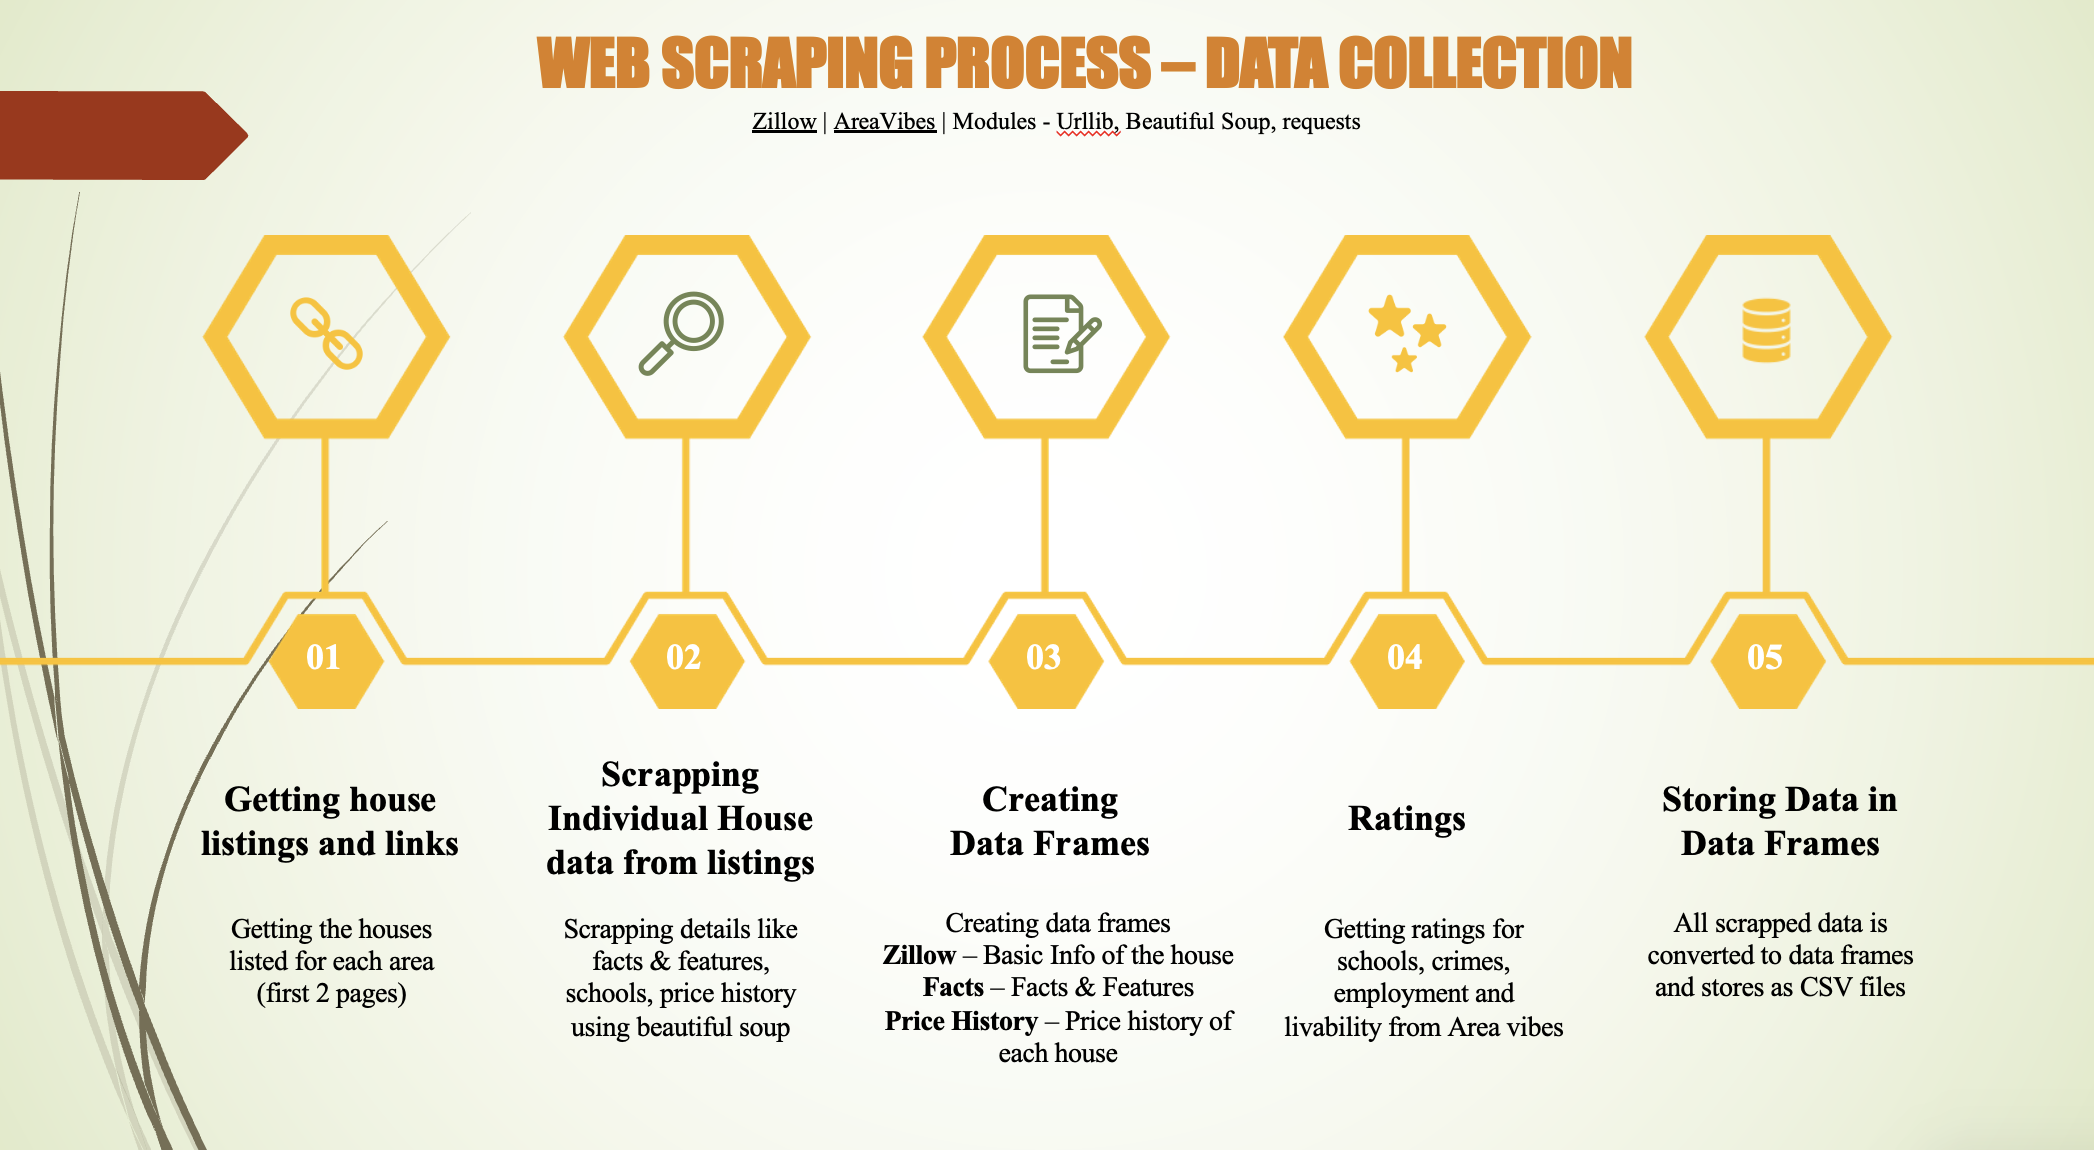 WEB SCRAPING PROCESS – DATA COLLECTION
Zillow | AreaVibes | Modules - Urllib, Beautiful Soup, requests
01
02
03
04
05
Getting house
listings and links
Getting the houses
listed for each area
(first 2 pages)
Scrapping
Individual House
data from listings
Scrapping details like
facts & features,
schools, price history
using beautiful soup
Creating
Data Frames
Creating data frames
Zillow – Basic Info of the house
Facts – Facts & Features
Price History – Price history of
each house
Ratings
Getting ratings for
schools, crimes,
employment and
livability from Area vibes
Storing Data in
Data Frames
All scrapped data is
converted to data frames
and stores as CSV files